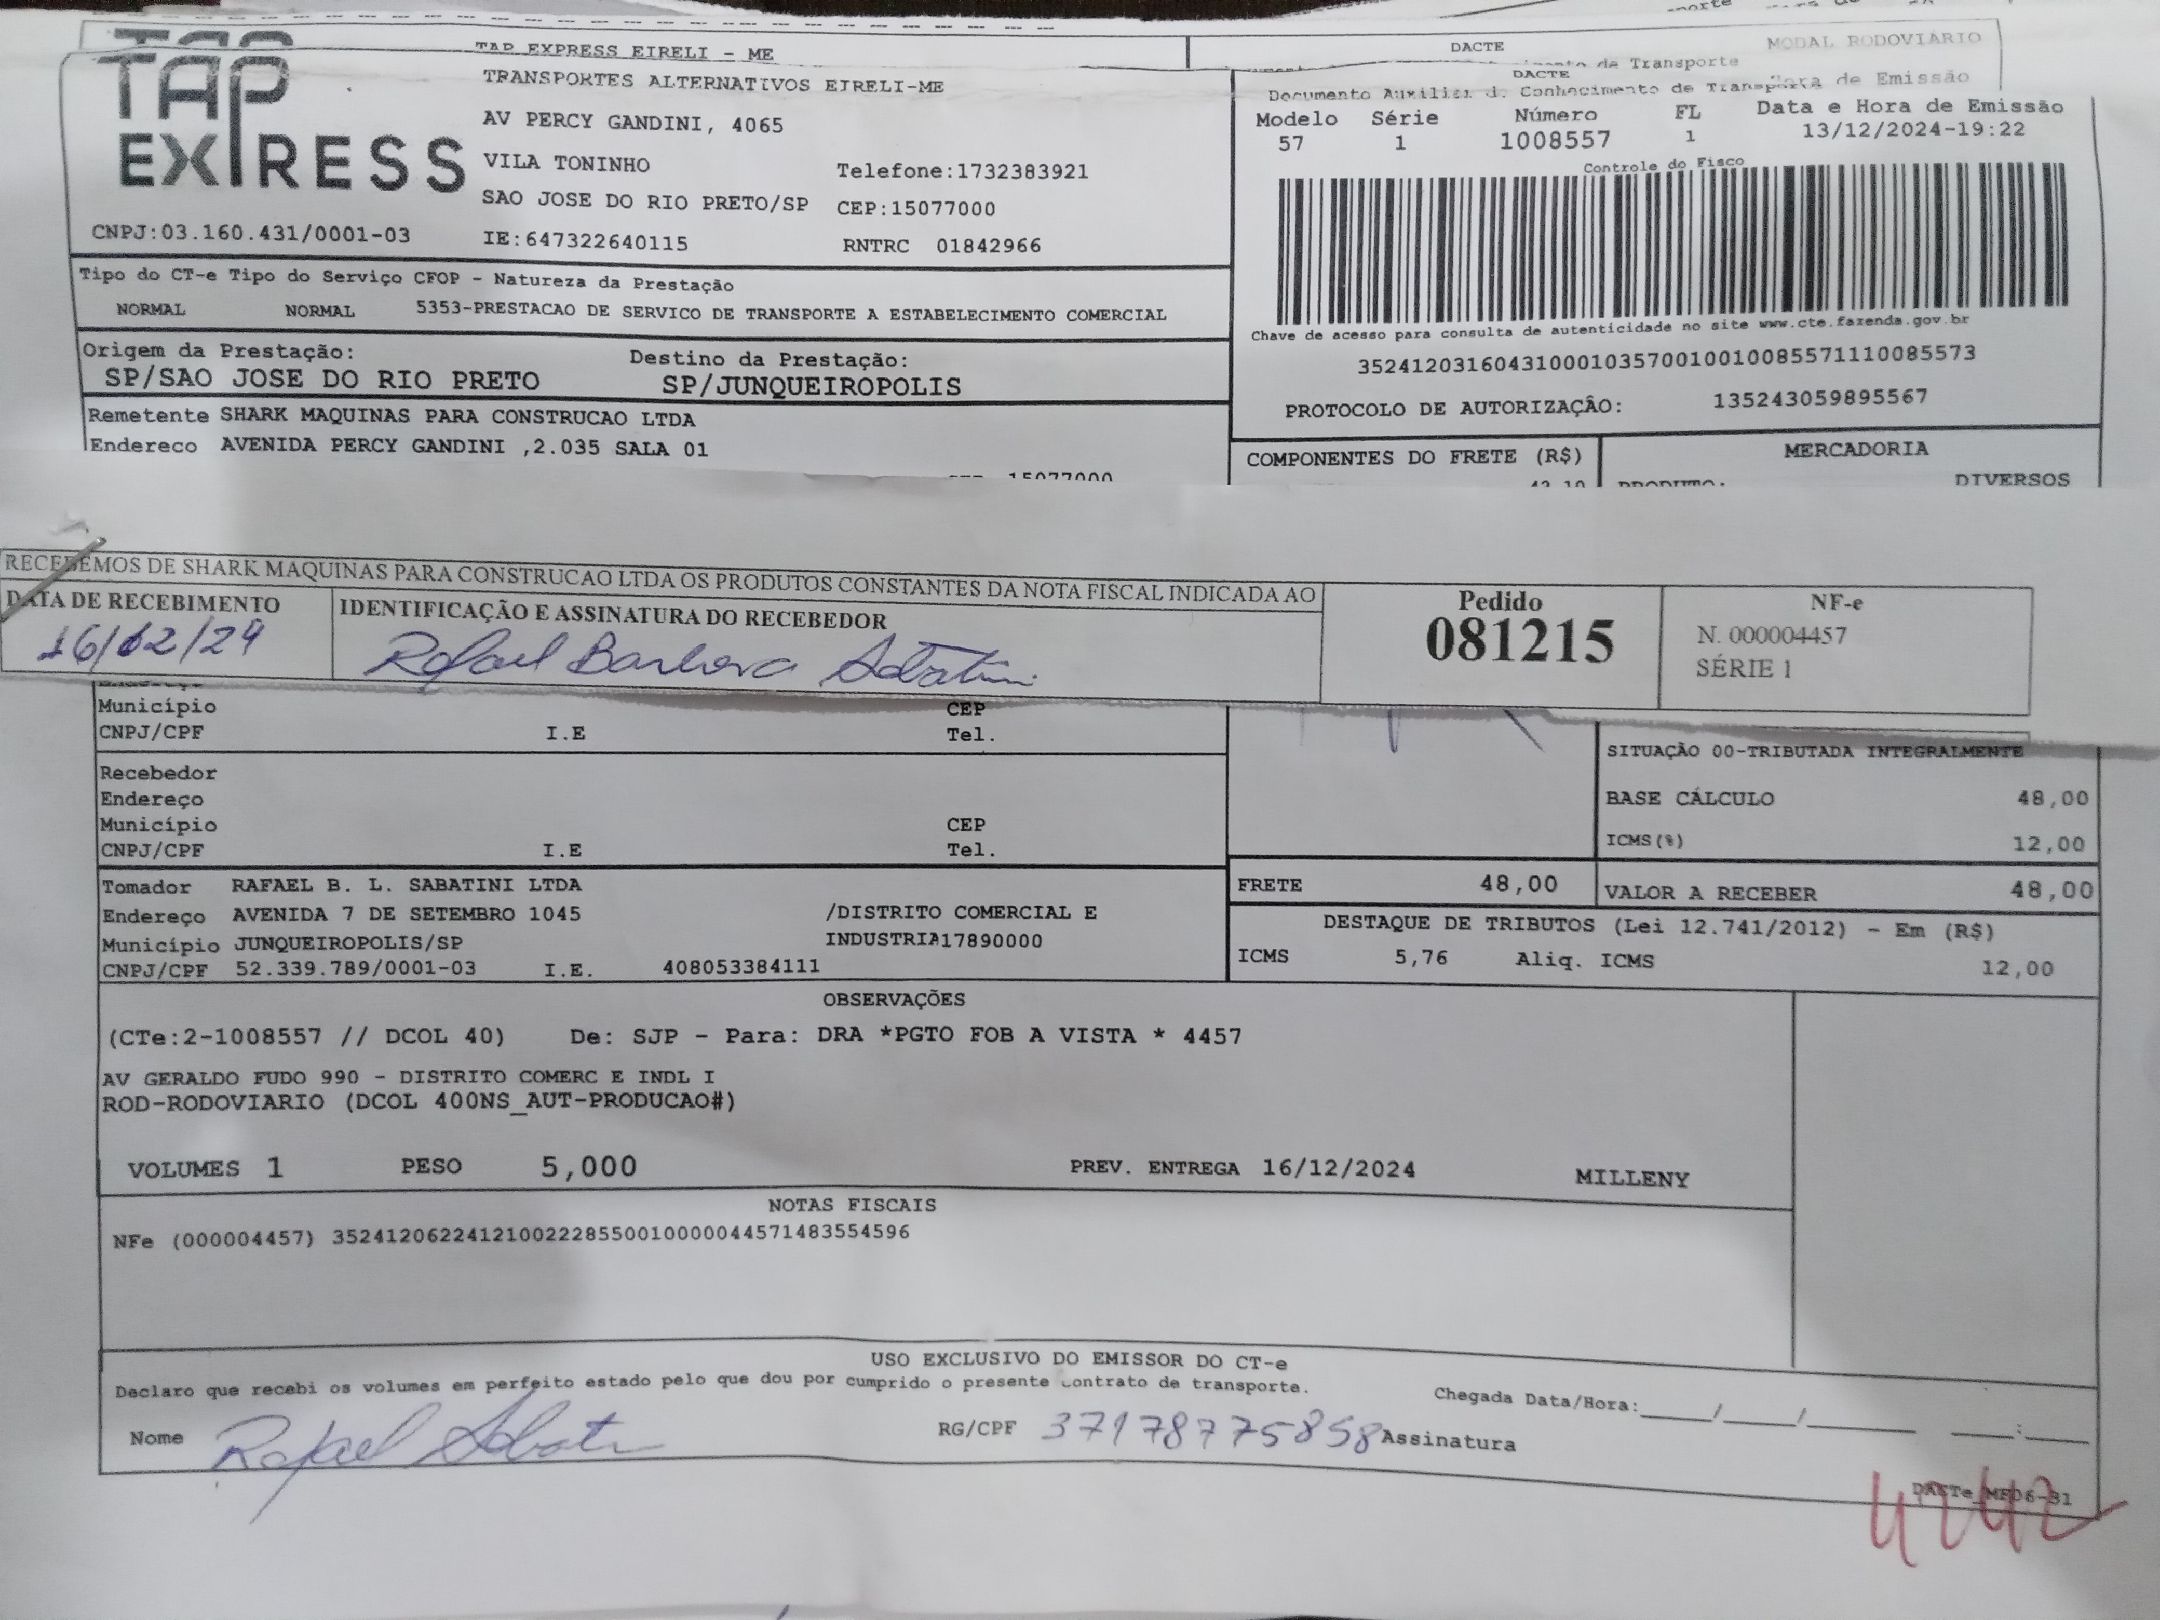 TAP
EXPRESS
TAP EXPRESS EIRELI - ME
TRANSPORTES ALTERNATIVOS EIRELI-ME
AV PERCY GANDINI, 4065
VILA TONINHO
Telefone:1732383921
SAO JOSE DO RIO PRETO/SP CEP:15077000
CNPJ:03.160.431/0001-03 IE:647322640115 RNTRC 01842966
DACTE
MODAL RODOVIÁRIO
de Transporte
DACTE
de Emissão
Documento Auxiliar d. Conhecimento de Transporte
Modelo Série Número FL Data e Hora de Emissão
57 1 1008557 1 13/12/2024-19:22
Controle do Fisco
Chave de acesso para consulta de autenticidade no site www.cte.fazenda.gov.br
35241203160431000103570010010085571110085573
PROTOCOLO DE AUTORIZAÇÂO: 135243059895567
Tipo do CT-e Tipo do Serviço CFOP - Natureza da Prestação
NORMAL NORMAL 5353-PRESTACAO DE SERVICO DE TRANSPORTE A ESTABELECIMENTO COMERCIAL
Origem da Prestação: Destino da Prestação:
SP/SAO JOSE DO RIO PRETO SP/JUNQUEIROPOLIS
Remetente SHARK MAQUINAS PARA CONSTRUCAO LTDA
Endereco AVENIDA PERCY GANDINI ,2.035 SALA 01
15077000
COMPONENTES DO FRETE (R$) MERCADORIA
PRODUTO: DIVERSOS
RECEBEMOS DE SHARK MAQUINAS PARA CONSTRUCAO LTDA OS PRODUTOS CONSTANTES DA NOTA FISCAL INDICADA AO
DATA DE RECEBIMENTO IDENTIFICAÇÃO E ASSINATURA DO RECEBEDOR
16/12/24 Rafael Barbosa Sabatini
Pedido
081215
NF-e
N. 000004457
SÉRIE 1
Município CEP
CNPJ/CPF I.E Tel.
Recebedor
Endereço
Município CEP
CNPJ/CPF I.E Tel.
SITUAÇÃO 00-TRIBUTADA INTEGRALMENTE
BASE CÁLCULO 48,00
ICMS(%) 12,00
FRETE 48,00 VALOR A RECEBER 48,00
Tomador RAFAEL B. L. SABATINI LTDA
Endereço AVENIDA 7 DE SETEMBRO 1045 /DISTRITO COMERCIAL E
Município JUNQUEIROPOLIS/SP INDUSTRIA17890000
CNPJ/CPF 52.339.789/0001-03 I.E. 408053384111
DESTAQUE DE TRIBUTOS (Lei 12.741/2012) - Em (R$)
ICMS 5,76 Aliq. ICMS 12,00
OBSERVAÇÕES
(CTe:2-1008557 // DCOL 40) De: SJP - Para: DRA *PGTO FOB A VISTA * 4457
AV GERALDO FUDO 990 - DISTRITO COMERC E INDL I
ROD-RODOVIARIO (DCOL 400NS_AUT-PRODUCAO#)
VOLUMES 1 PESO 5,000 PREV. ENTREGA 16/12/2024 MILLENY
NOTAS FISCAIS
NFe (000004457) 35241206224121002228550010000044571483554596
USO EXCLUSIVO DO EMISSOR DO CT-e
Declaro que recebi os volumes em perfeito estado pelo que dou por cumprido o presente contrato de transporte.
Chegada Data/Hora:____/____/______ ____:____
Nome Rafael Sabatini RG/CPF 37178775858 Assinatura